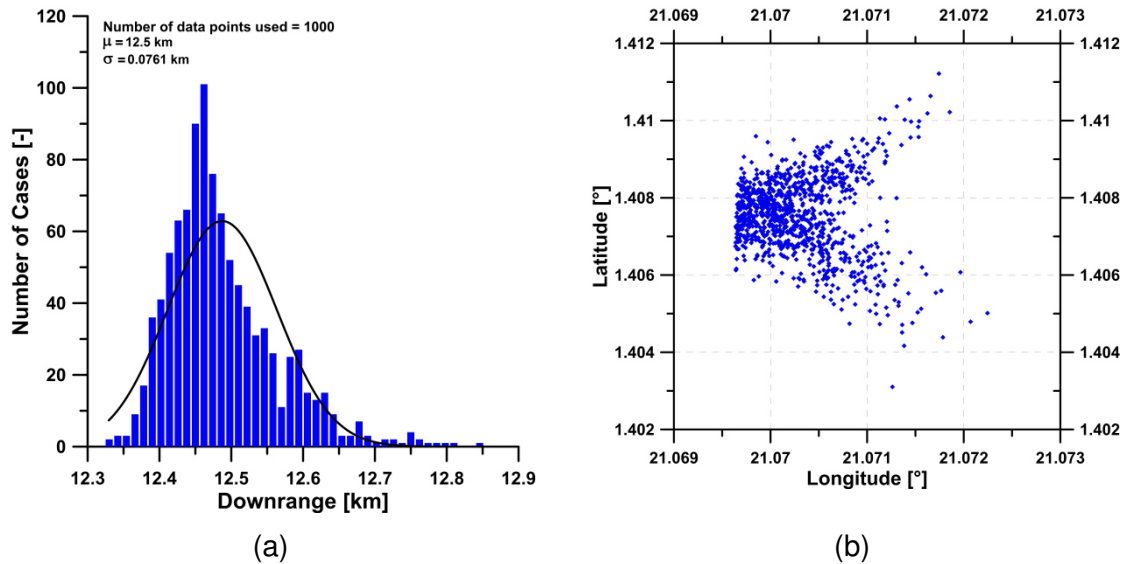 Number of data points used = 1000
μ = 12.5 km
σ = 0.0761 km
120
100
80
60
40
20
0
Number of Cases [-]
12.3 12.4 12.5 12.6 12.7 12.8 12.9
Downrange [km]
(a)
21.069 21.07 21.071 21.072 21.073
1.412 1.412
1.41 1.41
1.408 1.408
1.406 1.406
1.404 1.404
1.402 1.402
Latitude [°]
21.069 21.07 21.071 21.072 21.073
Longitude [°]
(b)